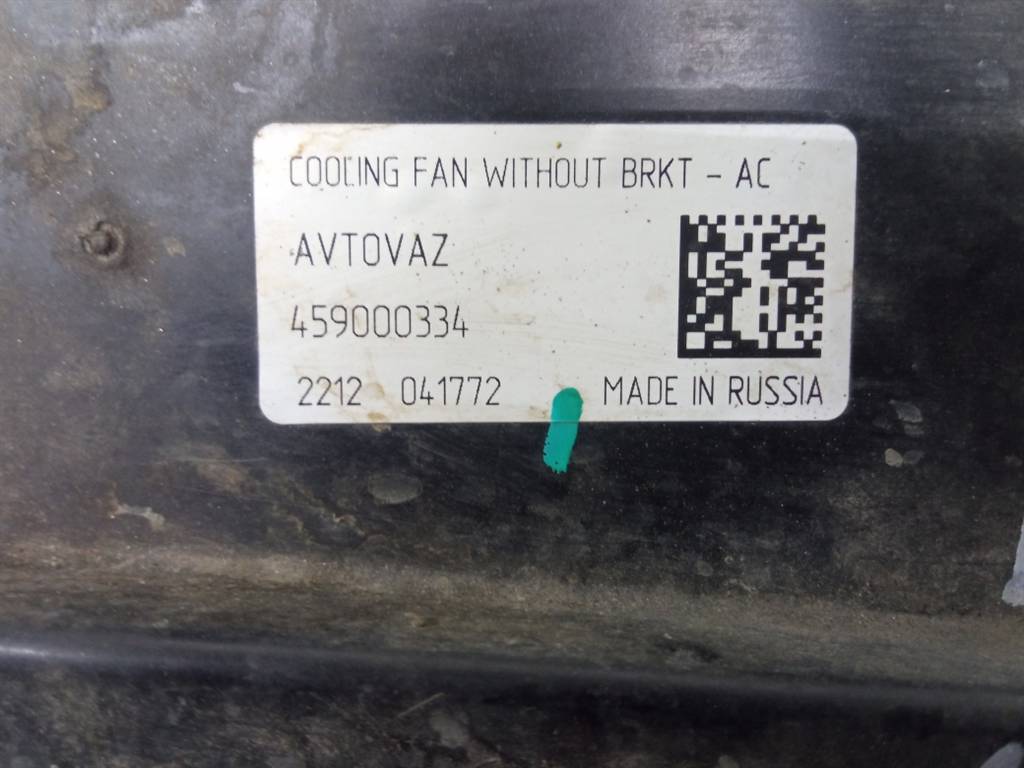 COOLING FAN WITHOUT BRKT - AC
AVTOVAZ
459000334
2212 041772 MADE IN RUSSIA